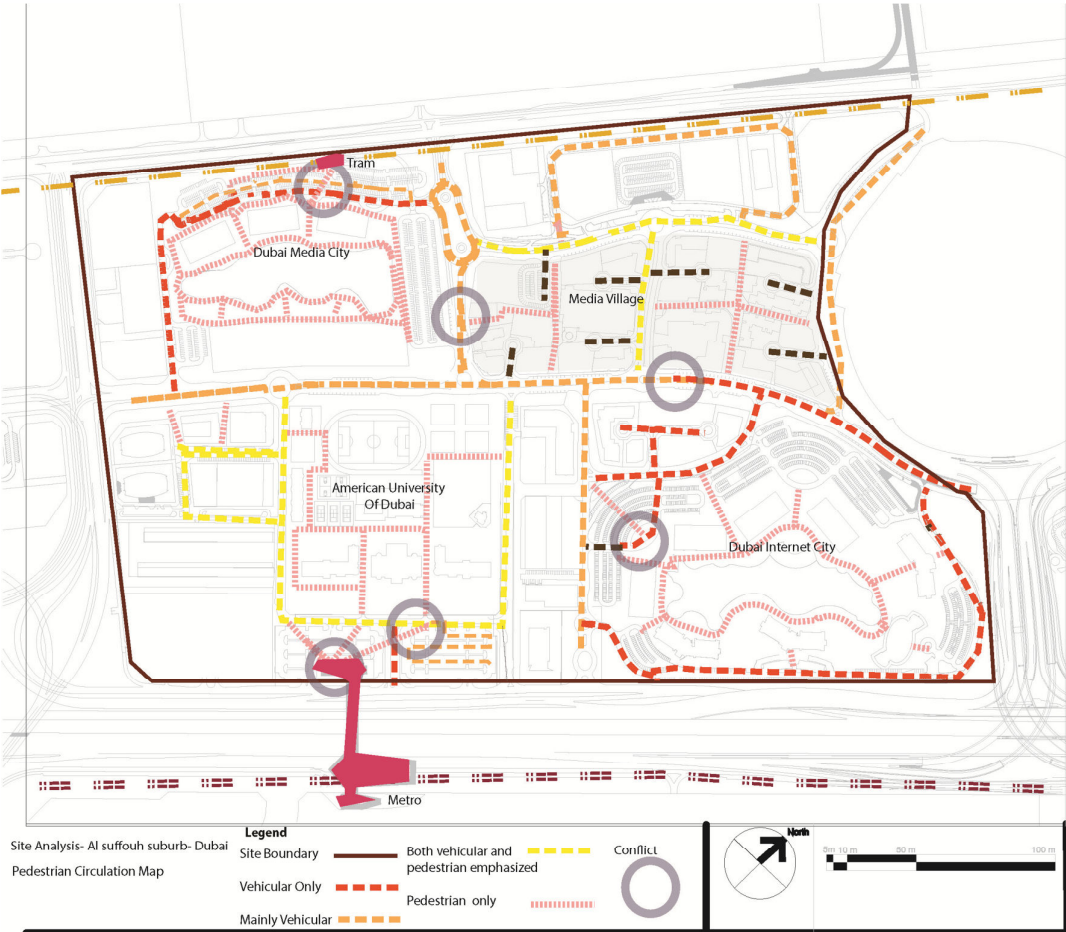 Tram
Dubai Media City
Media Village
American University
Of Dubai
Dubai Internet City
Metro
Site Analysis- Al suffouh suburb- Dubai
Pedestrian Circulation Map
Legend
Site Boundary
Vehicular Only
Mainly Vehicular
Both vehicular and
pedestrian emphasized
Pedestrian only
Conflict
North
0m 10 m 50 m 100 m